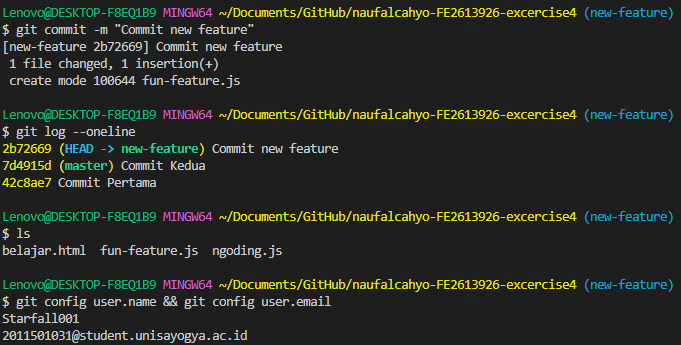 Lenovo@DESKTOP-F8EQ1B9 MINGW64 ~/Documents/GitHub/naufalcahyo-FE2613926-excercise4 (new-feature)
$ git commit -m "Commit new feature"
[new-feature 2b72669] Commit new feature
 1 file changed, 1 insertion(+)
 create mode 100644 fun-feature.js

Lenovo@DESKTOP-F8EQ1B9 MINGW64 ~/Documents/GitHub/naufalcahyo-FE2613926-excercise4 (new-feature)
$ git log --oneline
2b72669 (HEAD -> new-feature) Commit new feature
7d4915d (master) Commit Kedua
42c8ae7 Commit Pertama

Lenovo@DESKTOP-F8EQ1B9 MINGW64 ~/Documents/GitHub/naufalcahyo-FE2613926-excercise4 (new-feature)
$ ls
belajar.html  fun-feature.js  ngoding.js

Lenovo@DESKTOP-F8EQ1B9 MINGW64 ~/Documents/GitHub/naufalcahyo-FE2613926-excercise4 (new-feature)
$ git config user.name && git config user.email
Starfall001
2011501031@student.unisayogya.ac.id